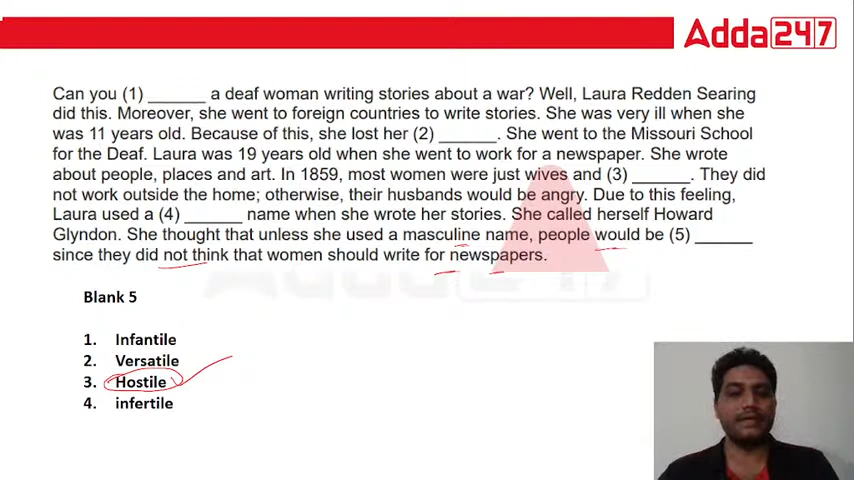 Adda247
Can you (1) ______ a deaf woman writing stories about a war? Well, Laura Redden Searing
did this. Moreover, she went to foreign countries to write stories. She was very ill when she
was 11 years old. Because of this, she lost her (2) ______. She went to the Missouri School
for the Deaf. Laura was 19 years old when she went to work for a newspaper. She wrote
about people, places and art. In 1859, most women were just wives and (3) ______. They did
not work outside the home; otherwise, their husbands would be angry. Due to this feeling,
Laura used a (4) ______ name when she wrote her stories. She called herself Howard
Glyndon. She thought that unless she used a masculine name, people would be (5) ______
since they did not think that women should write for newspapers.
Blank 5
1. Infantile
2. Versatile
3. Hostile
4. infertile